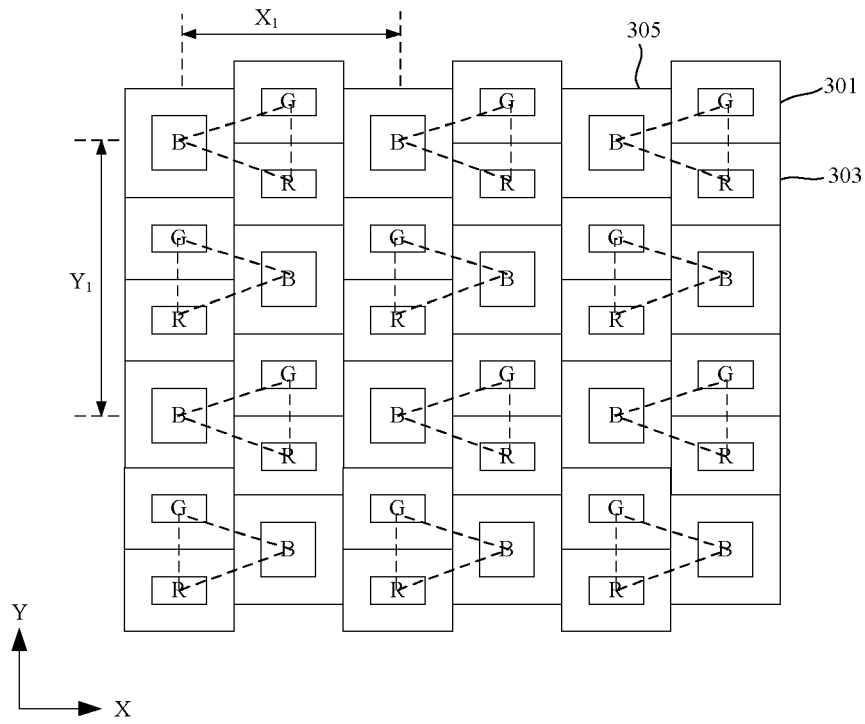 X₁
305
G G G 301
B B B
R R R 303
G G G
Y₁ B B B
R R R
G G G
B B B
R R R
G G G
B B B
R R R
Y
X